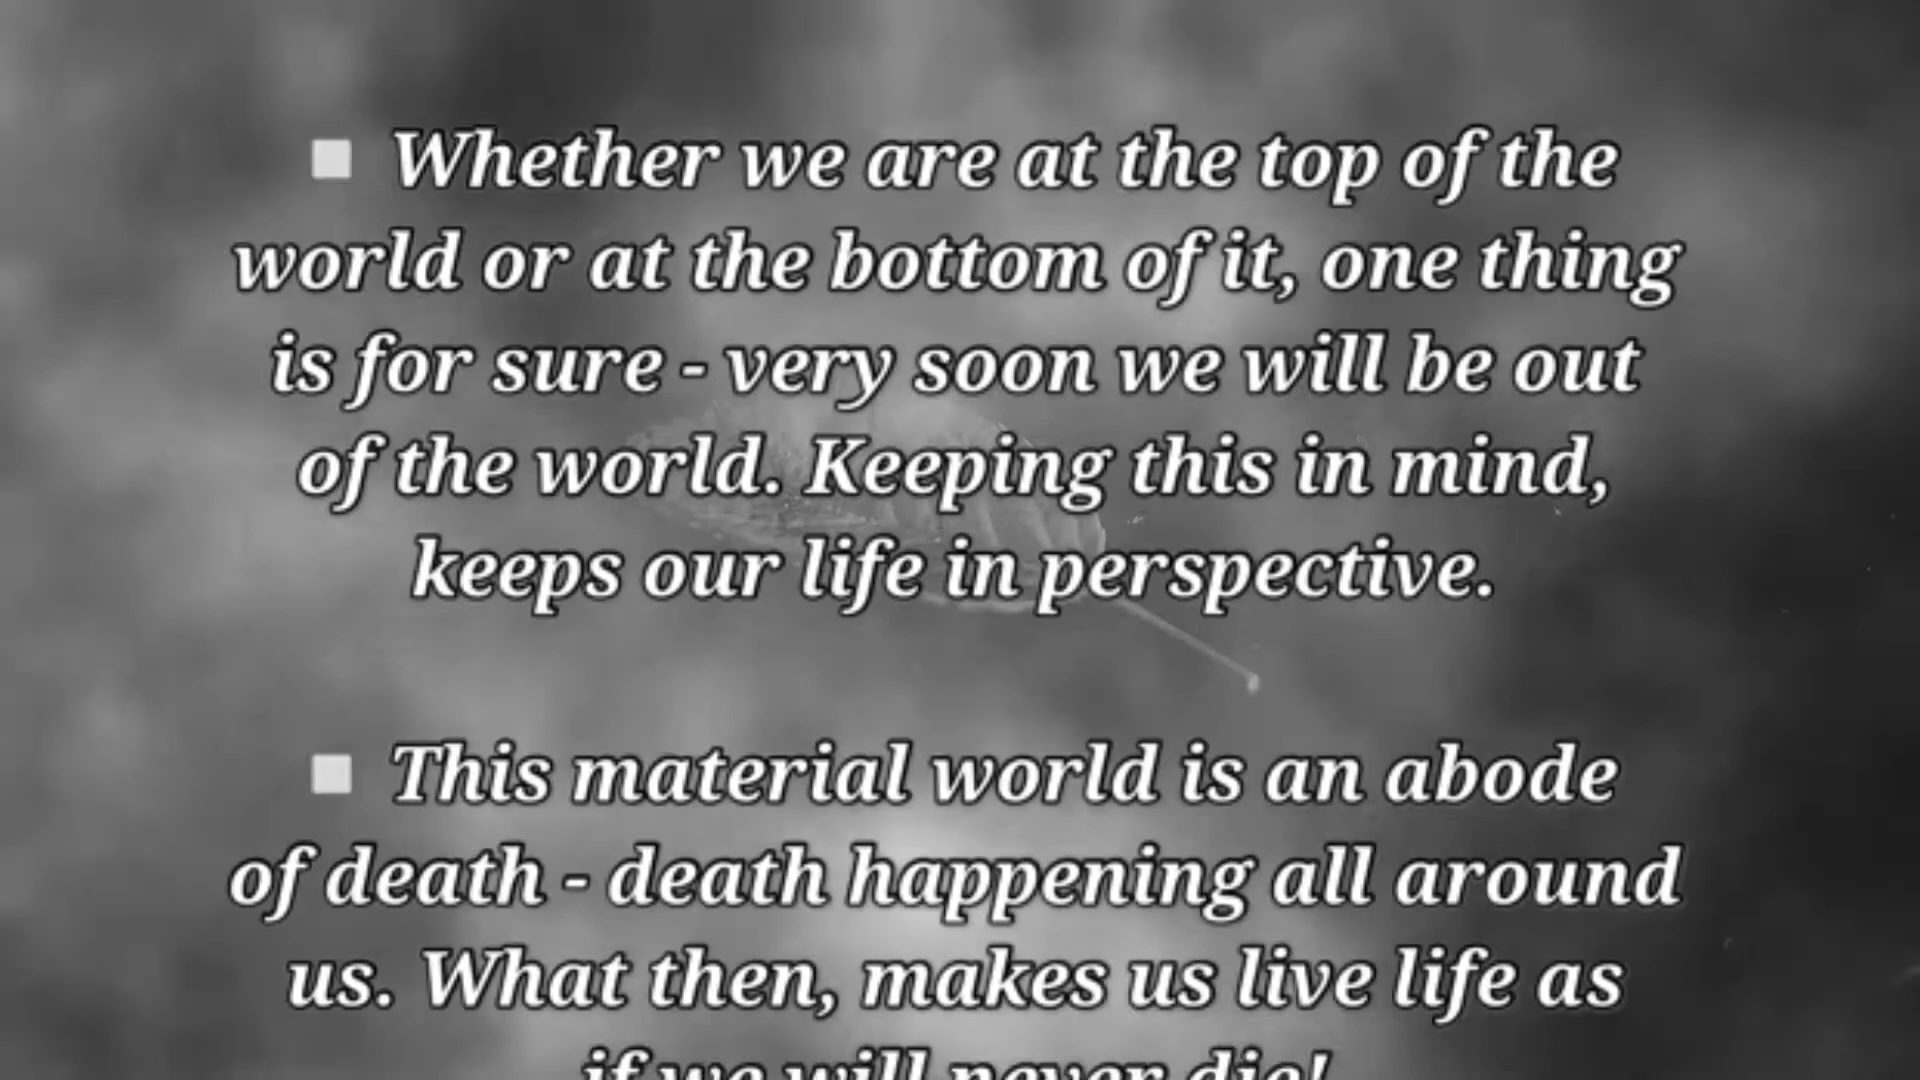 ▪ Whether we are at the top of the
world or at the bottom of it, one thing
is for sure - very soon we will be out
of the world. Keeping this in mind,
keeps our life in perspective.
▪ This material world is an abode
of death - death happening all around
us. What then, makes us live life as
if we will never die!